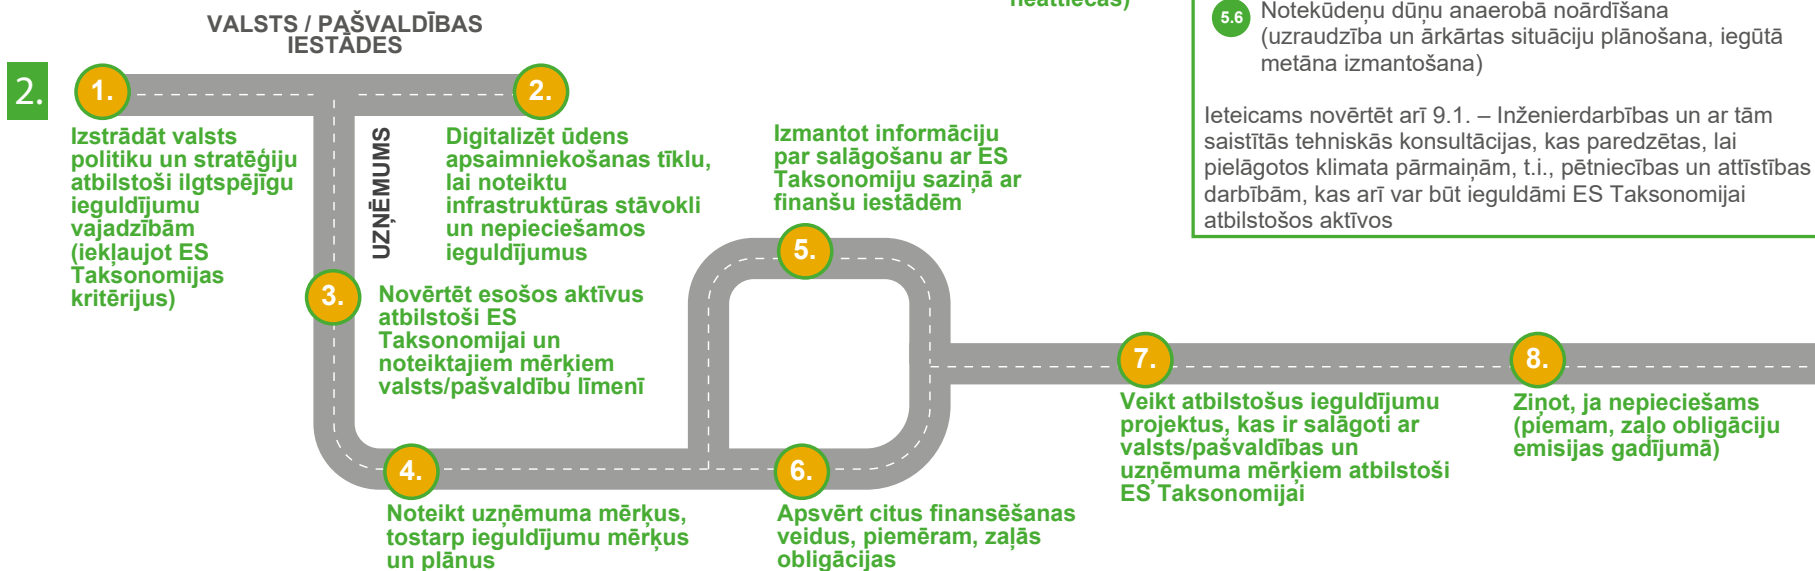 neattiecas)
VALSTS / PAŠVALDĪBAS
IESTĀDES
2.
1.
Izstrādāt valsts
politiku un stratēģiju
atbilstoši ilgtspējīgu
ieguldījumu
vajadzībām
(iekļaujot ES
Taksonomijas
kritērijus)
UZŅĒMUMS
2.
Digitalizēt ūdens
apsaimniekošanas tīklu,
lai noteiktu
infrastruktūras stāvokli
un nepieciešamos
ieguldījumus
3.
Novērtēt esošos aktīvus
atbilstoši ES
Taksonomijai un
noteiktajiem mērķiem
valsts/pašvaldību līmenī
4.
Noteikt uzņēmuma mērķus,
tostarp ieguldījumu mērķus
un plānus
Izmantot informāciju
par salāgošanu ar ES
Taksonomiju saziņā ar
finanšu iestādēm
5.
6.
Apsvērt citus finansēšanas
veidus, piemēram, zaļās
obligācijas
7.
Veikt atbilstošus ieguldījumu
projektus, kas ir salāgoti ar
valsts/pašvaldības un
uzņēmuma mērķiem atbilstoši
ES Taksonomijai
8.
Ziņot, ja nepieciešams
(piemam, zaļo obligāciju
emisijas gadījumā)
5.6 Notekūdeņu dūņu anaerobā noārdīšana
(uzraudzība un ārkārtas situāciju plānošana, iegūtā
metāna izmantošana)
Ieteicams novērtēt arī 9.1. – Inženierdarbības un ar tām
saistītās tehniskās konsultācijas, kas paredzētas, lai
pielāgotos klimata pārmaiņām, t.i., pētniecības un attīstības
darbībām, kas arī var būt ieguldāmi ES Taksonomijai
atbilstošos aktīvos